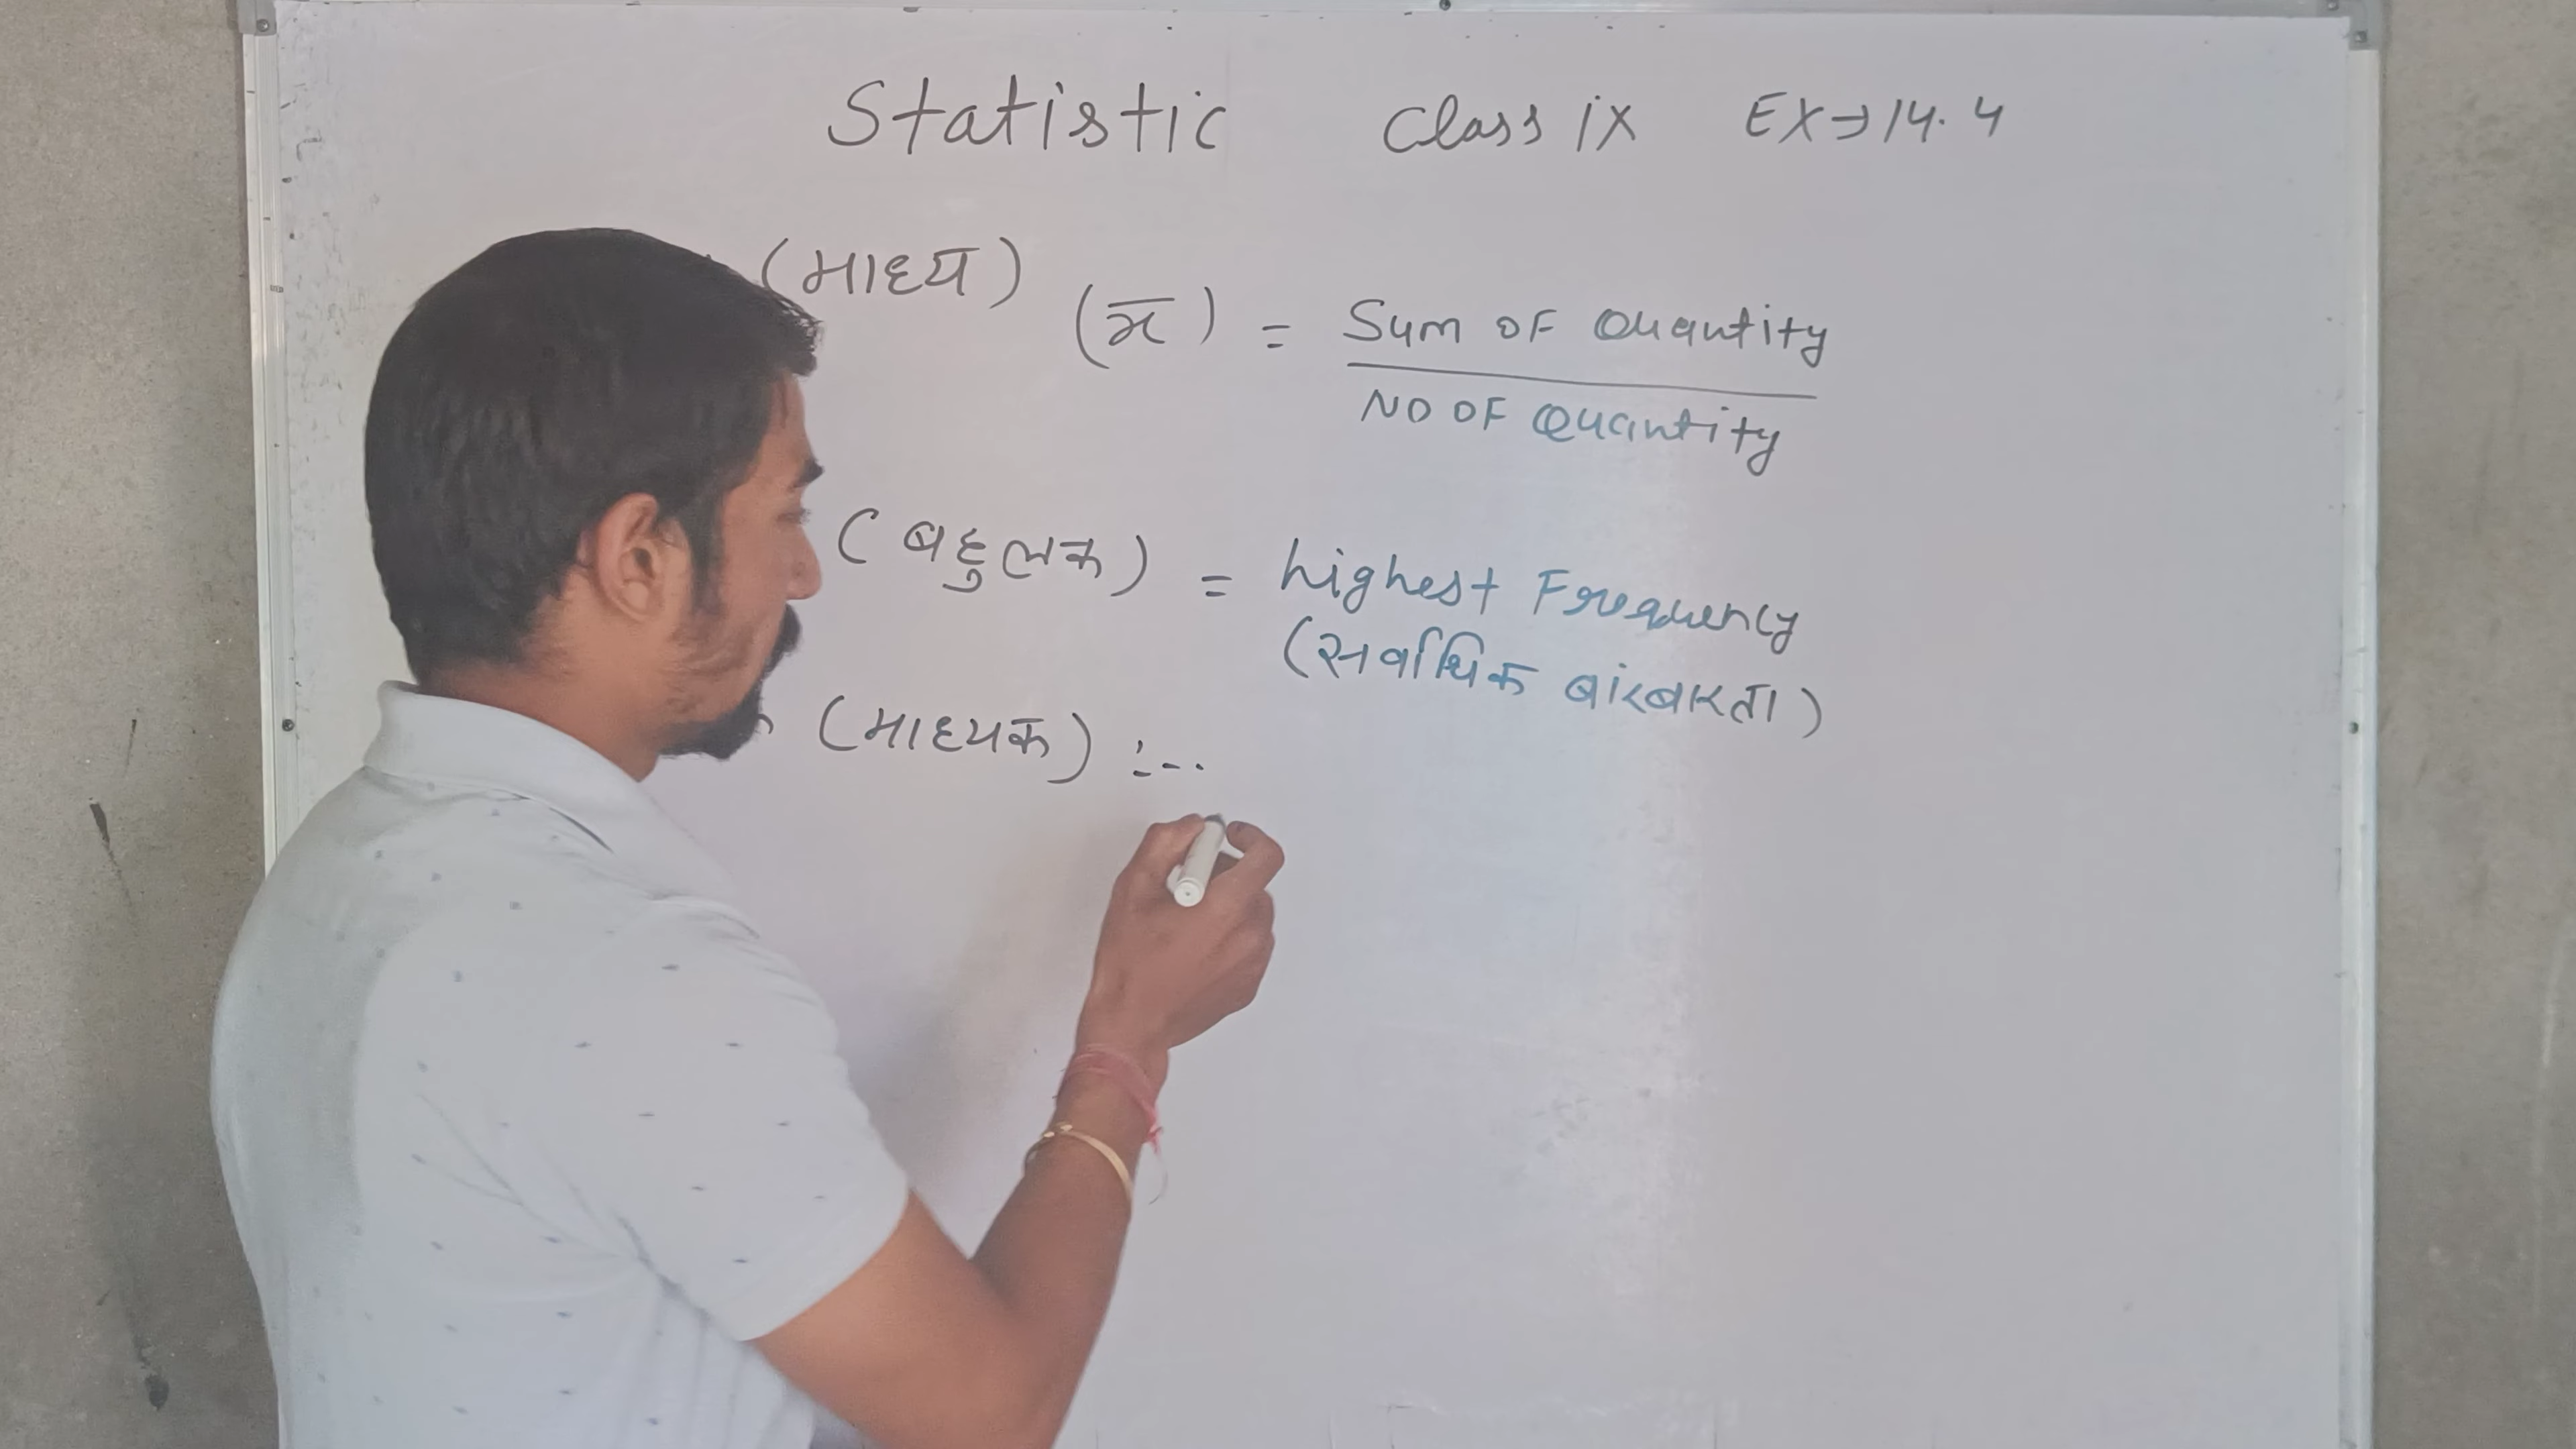 Statistic Class IX EX→14.4
(माध्य) (x̄) = Sum OF Quantity
NO OF Quantity
(बहुलक) = highest Frequency
(सर्वाधिक बांरबारता)
(माध्यक) :--